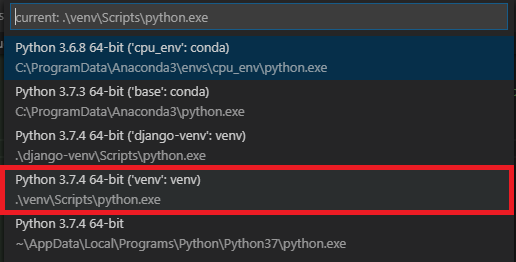 current: .\venv\Scripts\python.exe
Python 3.6.8 64-bit ('cpu_env': conda)
C:\ProgramData\Anaconda3\envs\cpu_env\python.exe
Python 3.7.3 64-bit ('base': conda)
C:\ProgramData\Anaconda3\python.exe
Python 3.7.4 64-bit ('django-venv': venv)
.\django-venv\Scripts\python.exe
Python 3.7.4 64-bit ('venv': venv)
.\venv\Scripts\python.exe
Python 3.7.4 64-bit
~\AppData\Local\Programs\Python\Python37\python.exe